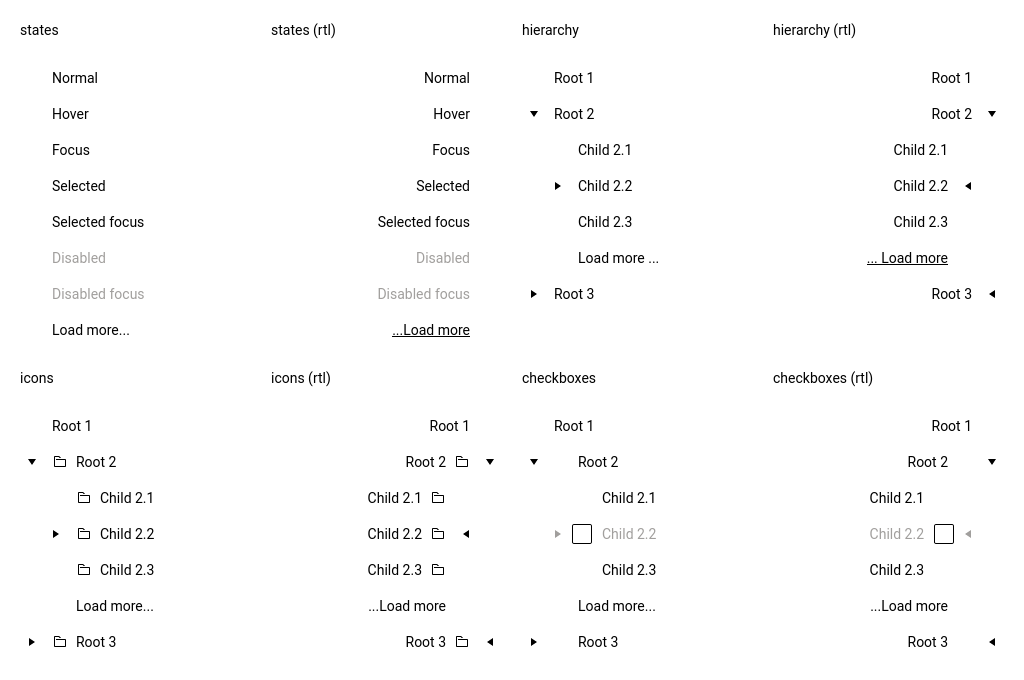 states
Normal
Hover
Focus
Selected
Selected focus
Disabled
Disabled focus
Load more...
states (rtl)
Normal
Hover
Focus
Selected
Selected focus
Disabled
Disabled focus
...Load more
hierarchy
Root 1
Root 2
Child 2.1
Child 2.2
Child 2.3
Load more ...
Root 3
hierarchy (rtl)
Root 1
Root 2
Child 2.1
Child 2.2
Child 2.3
... Load more
Root 3
icons
Root 1
Root 2
Child 2.1
Child 2.2
Child 2.3
Load more...
Root 3
icons (rtl)
Root 1
Root 2
Child 2.1
Child 2.2
Child 2.3
...Load more
Root 3
checkboxes
Root 1
Root 2
Child 2.1
Child 2.2
Child 2.3
Load more...
Root 3
checkboxes (rtl)
Root 1
Root 2
Child 2.1
Child 2.2
Child 2.3
...Load more
Root 3